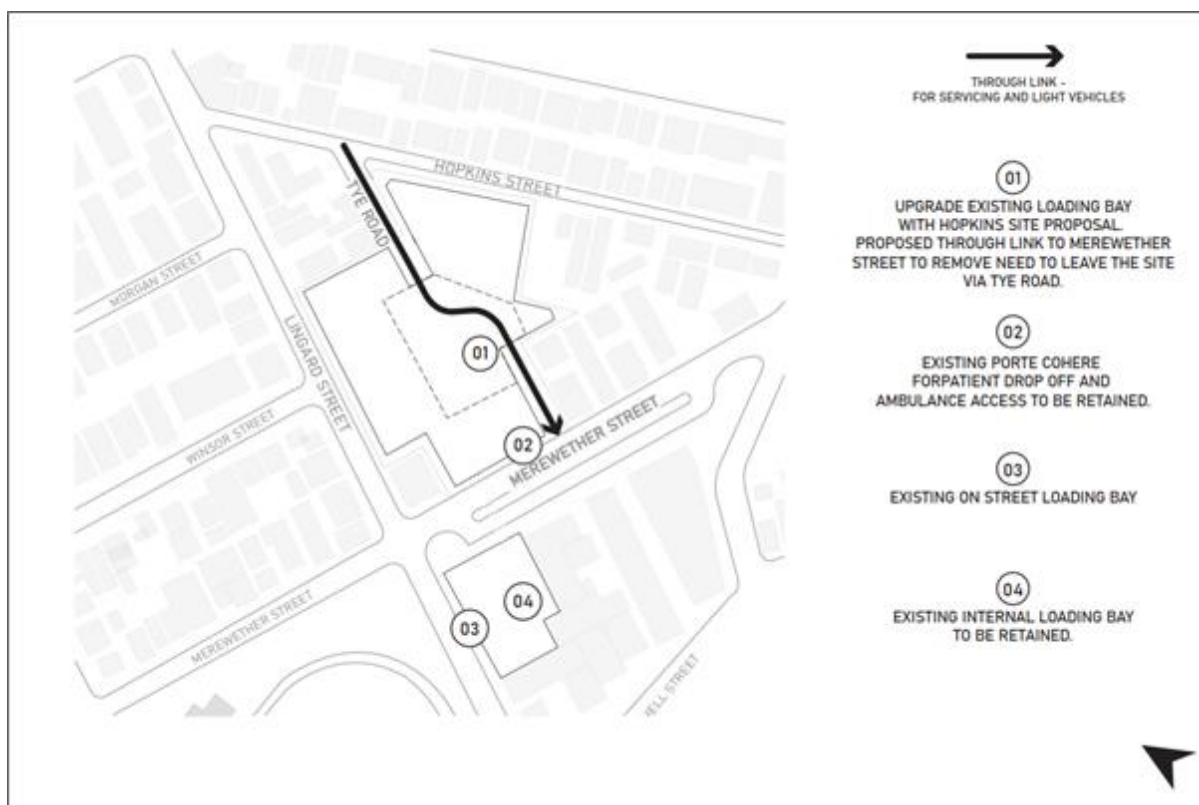 THROUGH LINK -
FOR SERVICING AND LIGHT VEHICLES
01
UPGRADE EXISTING LOADING BAY
WITH HOPKINS SITE PROPOSAL.
PROPOSED THROUGH LINK TO MEREWETHER
STREET TO REMOVE NEED TO LEAVE THE SITE
VIA TYE ROAD.
02
EXISTING PORTE COHERE
FORPATIENT DROP OFF AND
AMBULANCE ACCESS TO BE RETAINED.
03
EXISTING ON STREET LOADING BAY
04
EXISTING INTERNAL LOADING BAY
TO BE RETAINED.
HOPKINS STREET
TYE ROAD
MORGAN STREET
LINGARD STREET
01
WINSOR STREET
02
MEREWETHER STREET
04
03
MEREWETHER STREET
ELL STREET